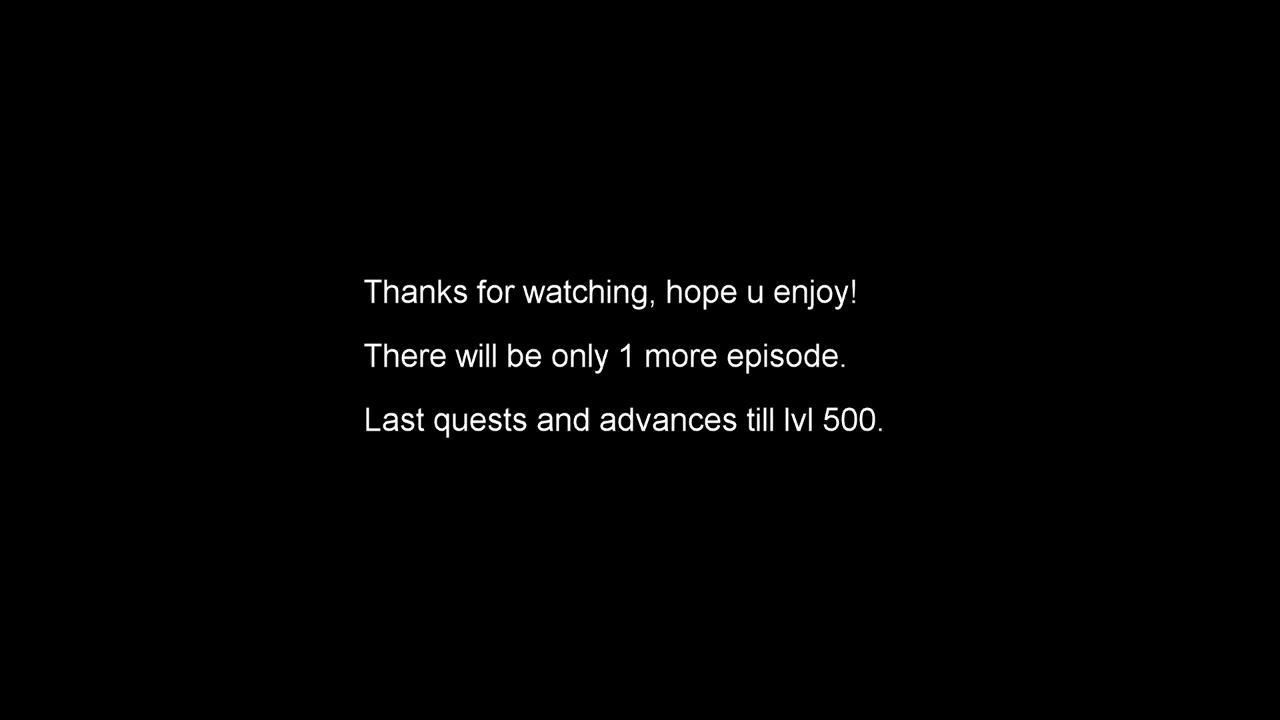 Thanks for watching, hope u enjoy!
There will be only 1 more episode.
Last quests and advances till lvl 500.